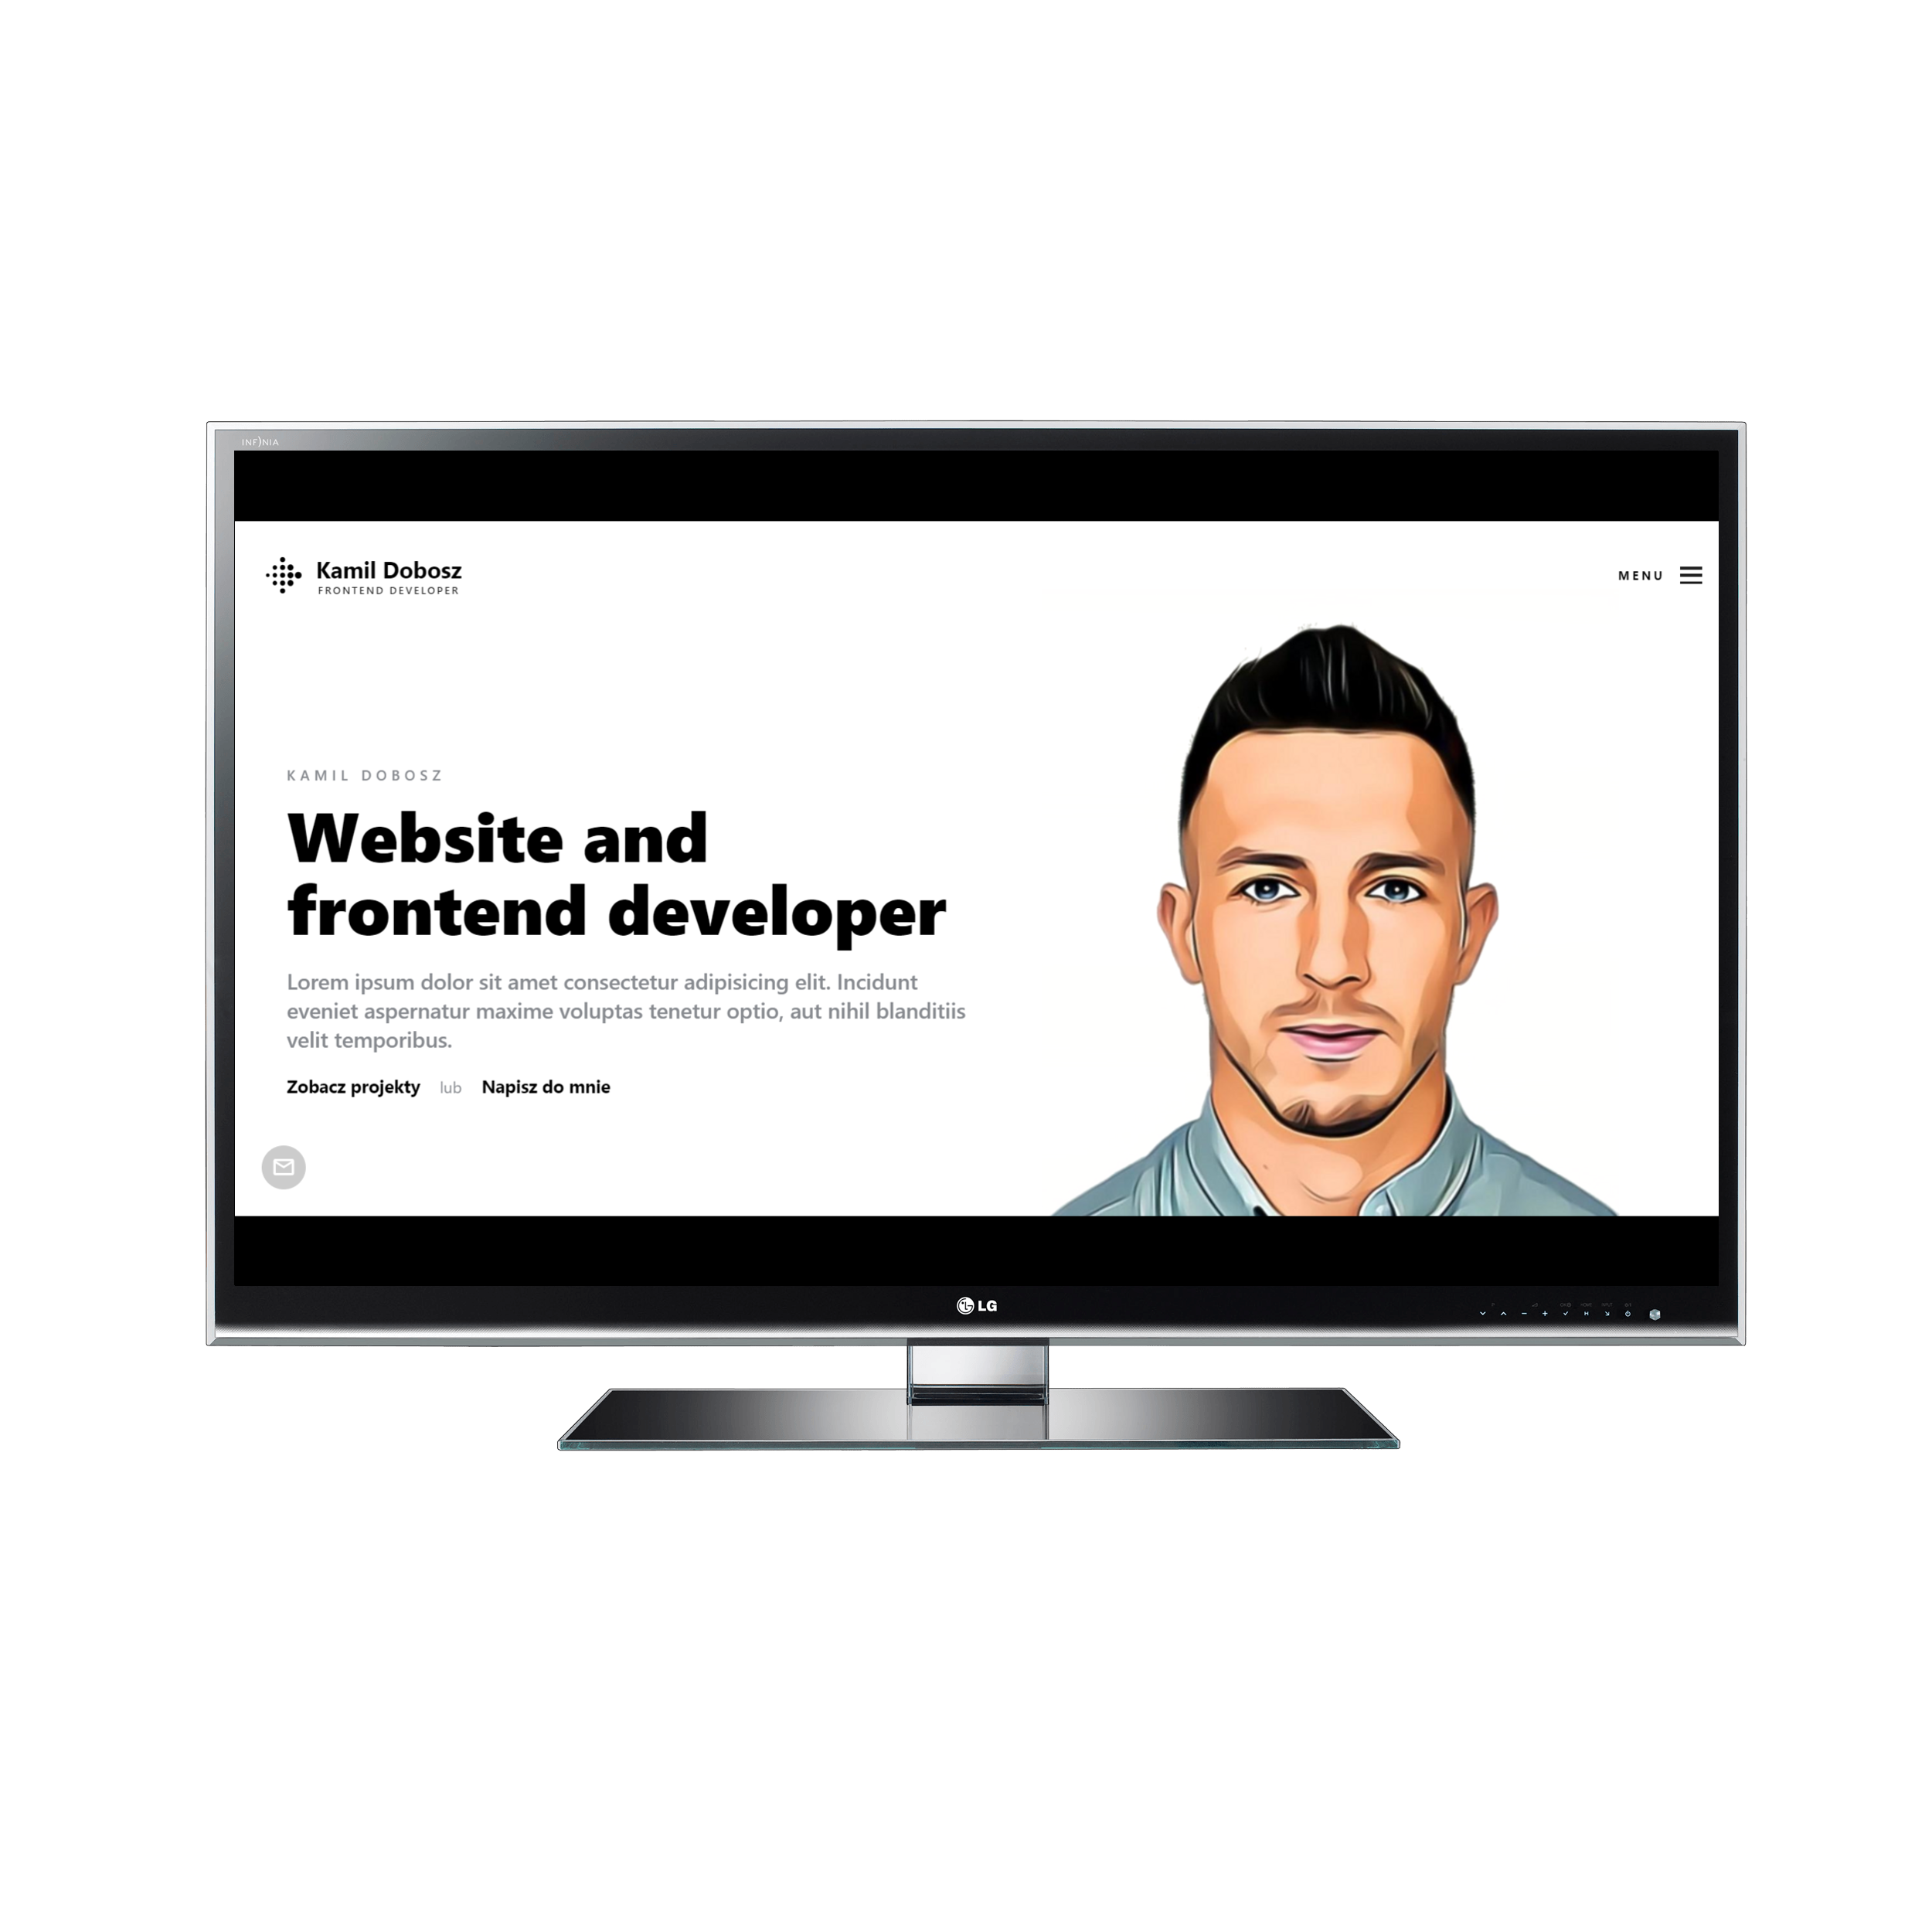 INFINIA
Kamil Dobosz
FRONTEND DEVELOPER
MENU
KAMIL DOBOSZ
Website and
frontend developer
Lorem ipsum dolor sit amet consectetur adipisicing elit. Incidunt
eveniet aspernatur maxime voluptas tenetur optio, aut nihil blanditiis
velit temporibus.
Zobacz projekty lub Napisz do mnie
LG